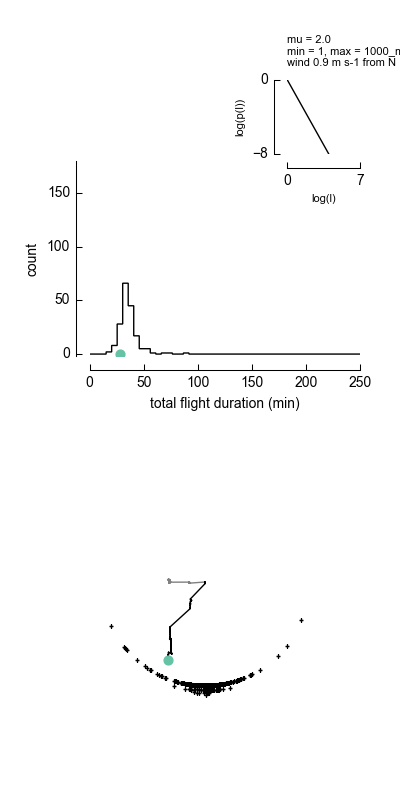 mu = 2.0
min = 1, max = 1000_m
wind 0.9 m s-1 from N
0
log(p(l))
−8
0
7
log(l)
150
100
50
0
count
0
50
100
150
200
250
total flight duration (min)